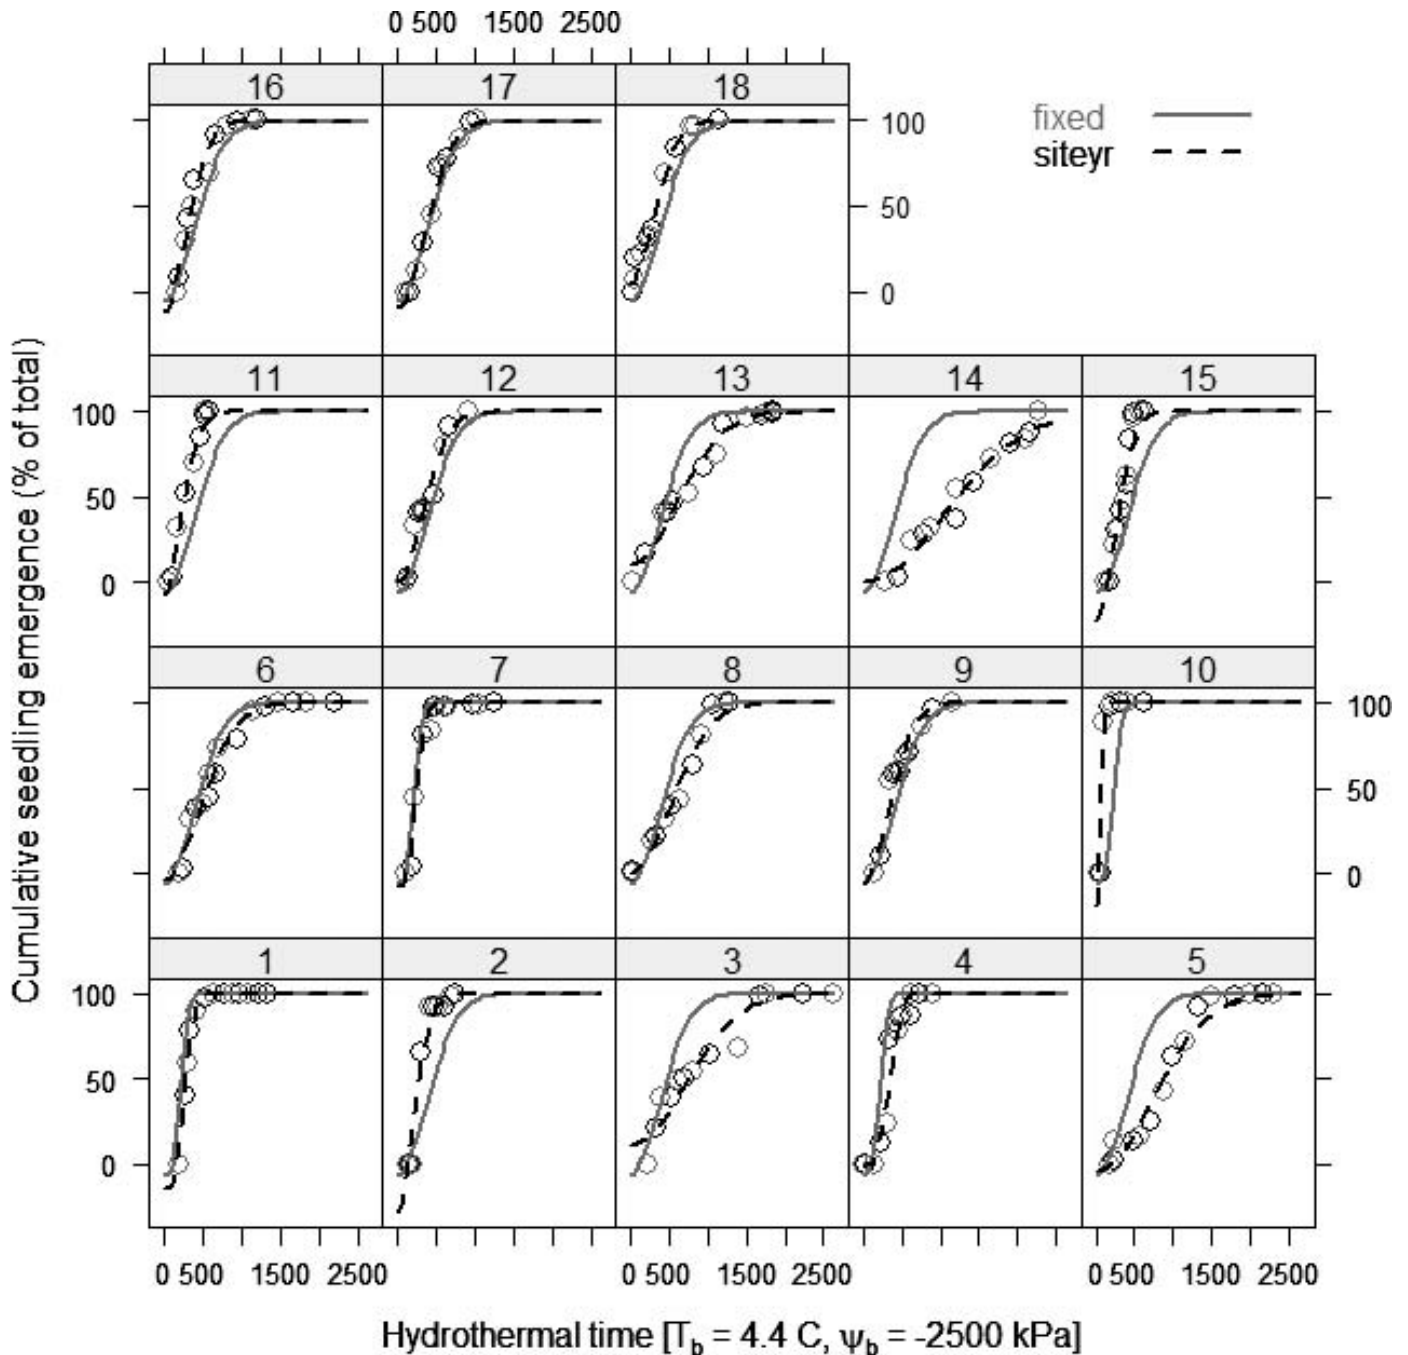 0 500 1500 2500
16 17 18
fixed
siteyr
100
50
0
11 12 13 14 15
100
50
0
6 7 8 9 10
100
50
0
1 2 3 4 5
100
50
0
0 500 1500 2500 0 500 1500 2500 0 500 1500 2500
Cumulative seedling emergence (% of total)
Hydrothermal time [T_b = 4.4 C, ψ_b = -2500 kPa]